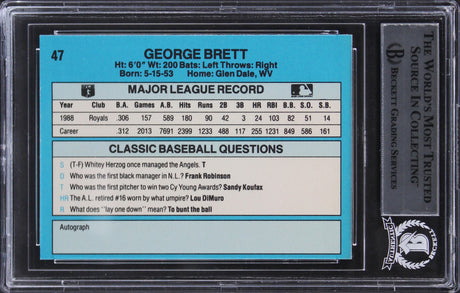 47
GEORGE BRETT
Ht: 6'0" Wt: 200 Bats: Left Throws: Right
Born: 5-15-53 Home: Glen Dale, WV
MAJOR LEAGUE RECORD
Year Club B.A. G. AB. Hits Runs 2B 3B HR RBI B.B. S.O. S.B.
1988 Royals .306 157 589 180 90 42 3 24 103 82 51 14
Career .312 2013 7691 2399 1233 488 117 255 1231 849 586 161
CLASSIC BASEBALL QUESTIONS
S (T-F) Whitey Herzog once managed the Angels. T
D Who was the first black manager in N.L.? Frank Robinson
T Who was the first pitcher to win two Cy Young Awards? Sandy Koufax
HR The A.L. retired #16 worn by what umpire? Lou DiMuro
R What does "lay one down" mean? To bunt the ball
Autograph
THE WORLD'S MOST TRUSTED
SOURCE IN COLLECTING
BECKETT GRADING SERVICES